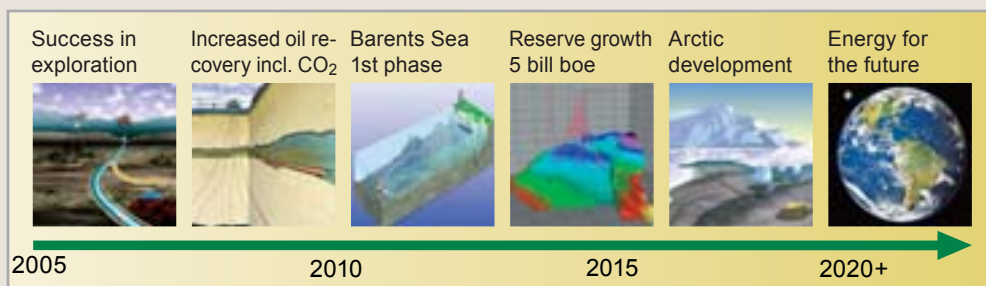 Success in
exploration
Increased oil re-
covery incl. CO₂
Barents Sea
1st phase
Reserve growth
5 bill boe
Arctic
development
Energy for
the future
2005
2010
2015
2020+